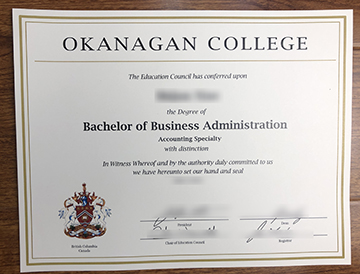 OKANAGAN COLLEGE
The Education Council has conferred upon
the Degree of
Bachelor of Business Administration
Accounting Specialty
with distinction
In Witness Whereof and by the authority duly committed to us
we have hereunto set our hand and seal
President
Dean
British Columbia
Canada
Chair of Education Council
Registrar